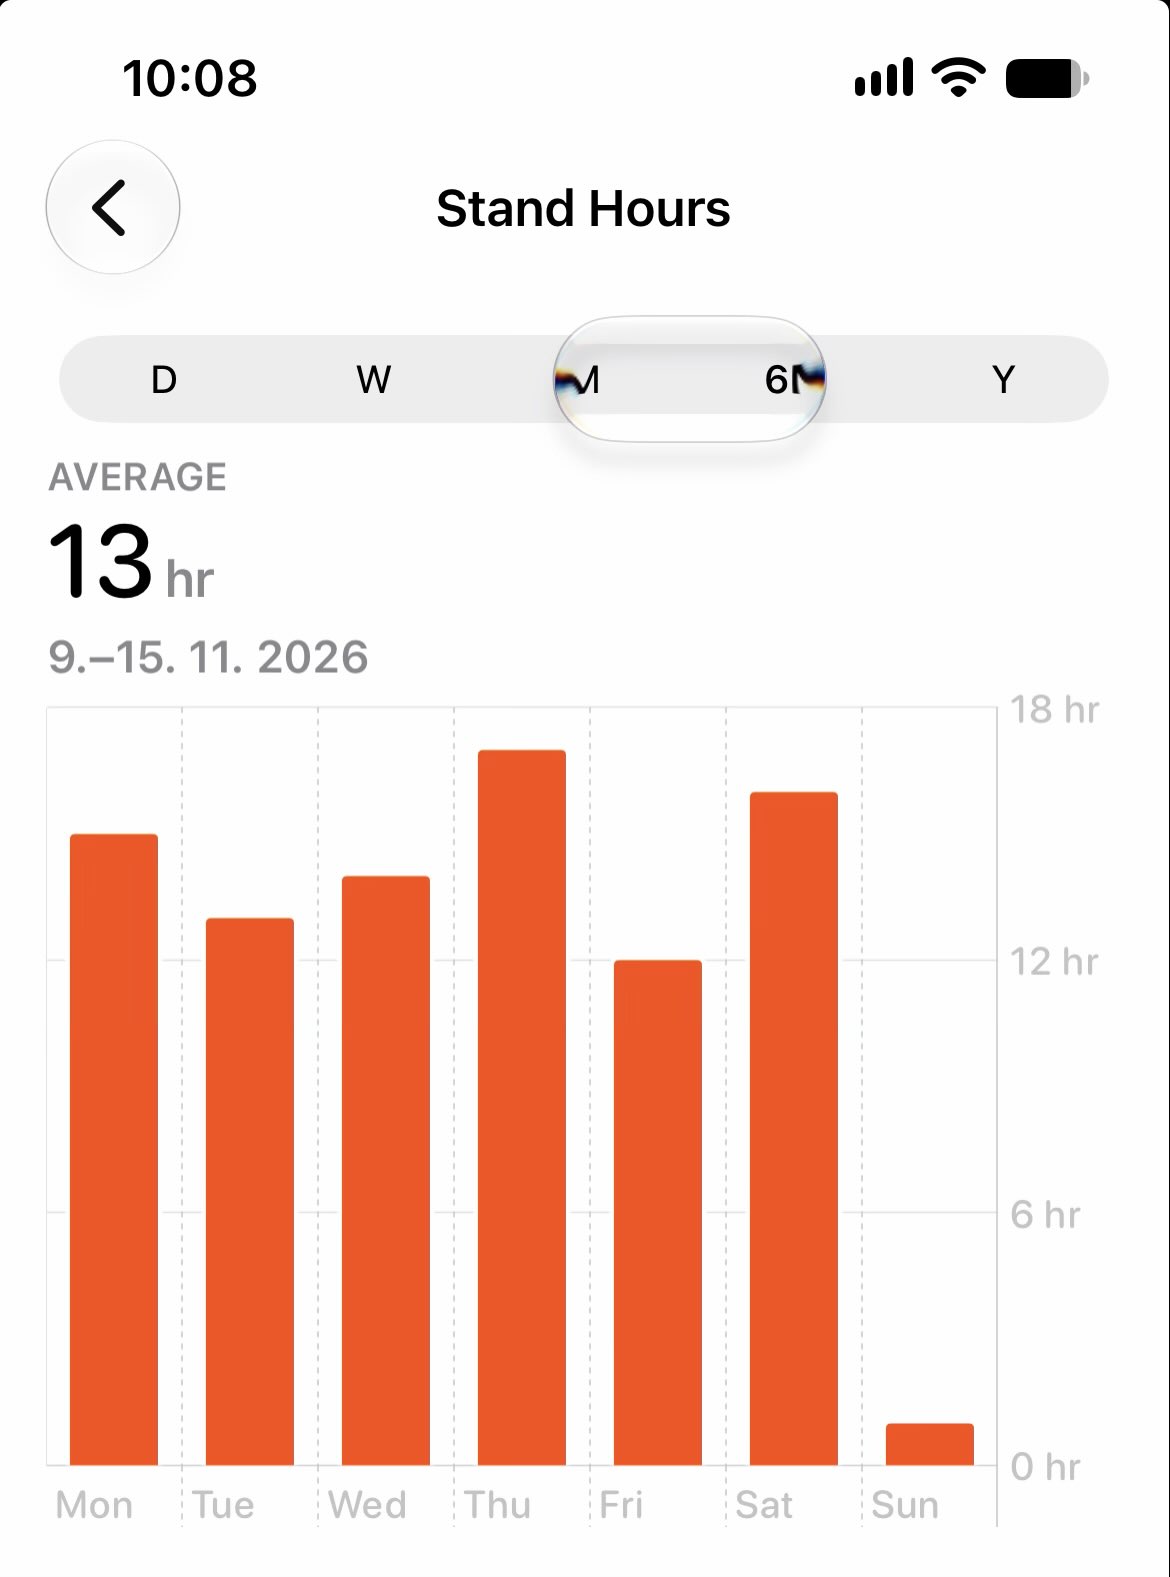 10:08
Stand Hours
D W M 6M Y
AVERAGE
13 hr
9.–15. 11. 2026
18 hr
12 hr
6 hr
0 hr
Mon Tue Wed Thu Fri Sat Sun